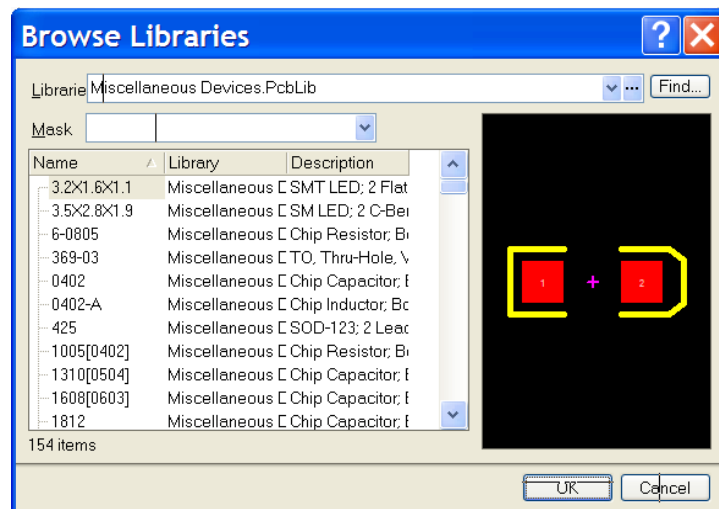 Browse Libraries
Librarie Miscellaneous Devices.PcbLib Find...
Mask
Name Library Description
3.2X1.6X1.1 Miscellaneous D SMT LED; 2 Flat
3.5X2.8X1.9 Miscellaneous D SM LED; 2 C-Ber
6-0805 Miscellaneous D Chip Resistor; B
369-03 Miscellaneous D TO, Thru-Hole, V
0402 Miscellaneous D Chip Capacitor; B
0402-A Miscellaneous D Chip Inductor; Bo
425 Miscellaneous D SOD-123; 2 Leac
1005[0402] Miscellaneous D Chip Resistor; B
1310[0504] Miscellaneous D Chip Capacitor; B
1608[0603] Miscellaneous D Chip Capacitor; B
1812 Miscellaneous D Chip Capacitor; B
1 2
154 items
OK Cancel